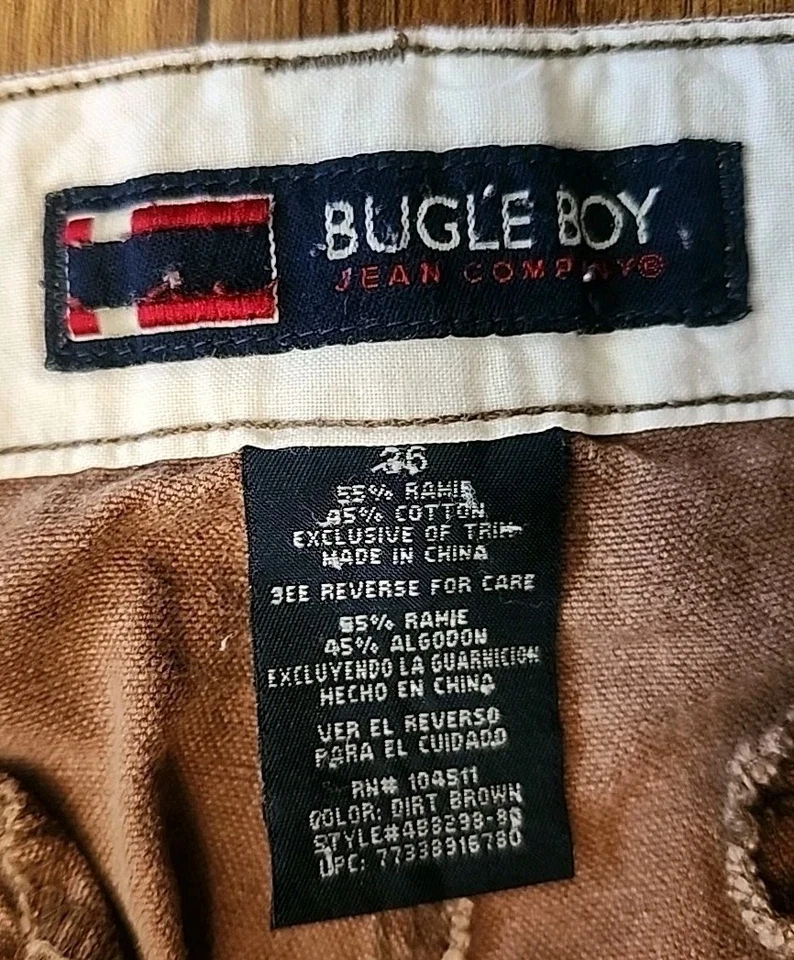 BUGLE BOY
JEAN COMPANY®
36
55% RAMIE
45% COTTON
EXCLUSIVE OF TRIM
MADE IN CHINA
SEE REVERSE FOR CARE
55% RAMIE
45% ALGODON
EXCLUYENDO LA GUARNICION
HECHO EN CHINA
VER EL REVERSO
PARA EL CUIDADO
RN# 104511
COLOR: DIRT BROWN
UPC: 77338916780